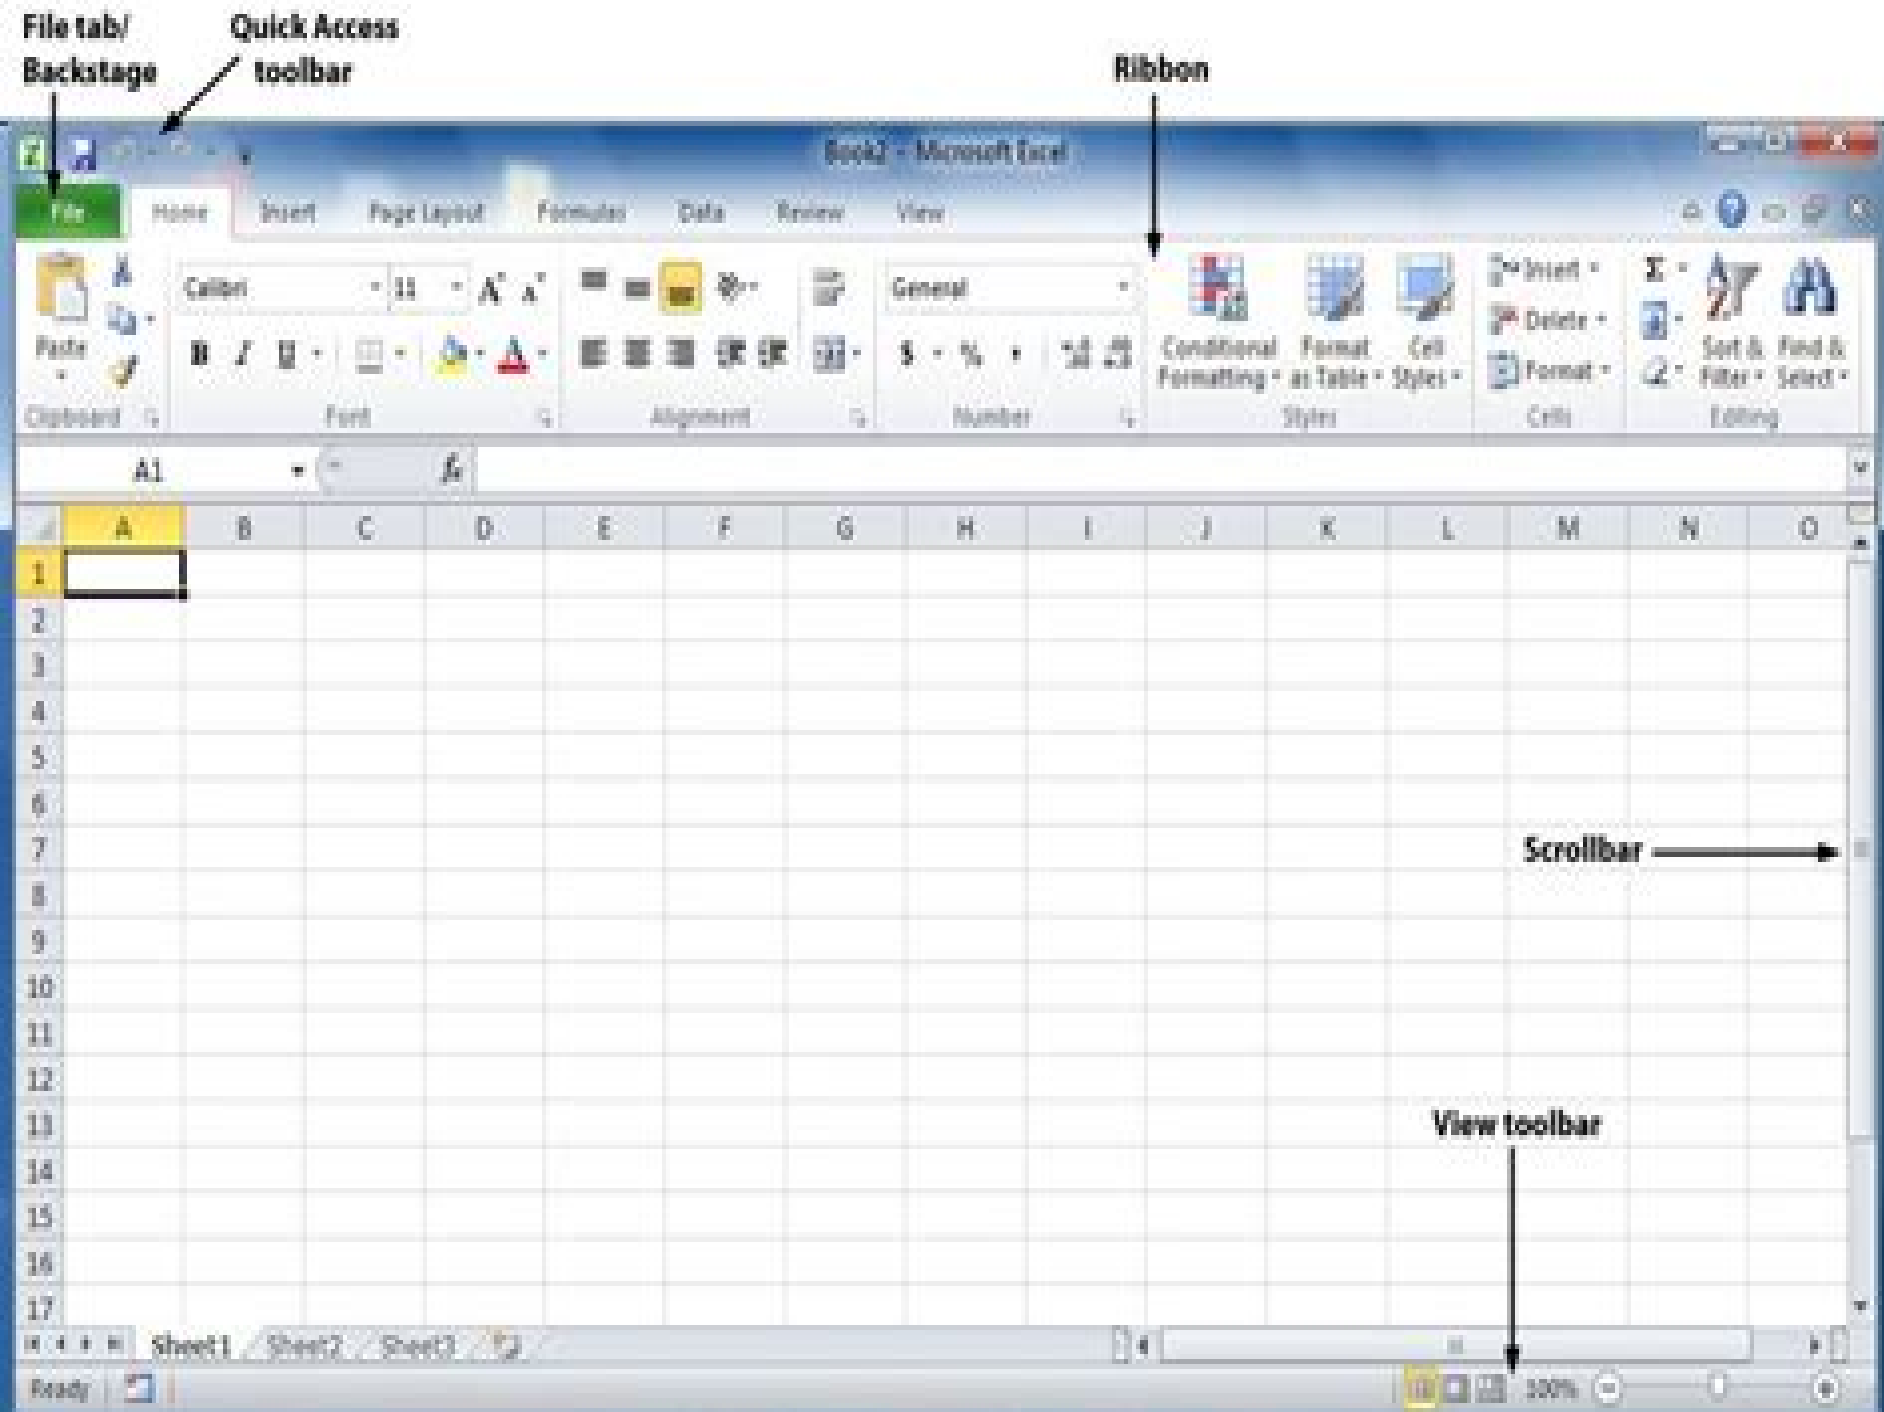 File tab/
Backstage
Quick Access
toolbar
Ribbon
Book2 - Microsoft Excel
File Home Insert Page Layout Formulas Data Review View
Paste
Calibri 11
General
B I U
$ % ,
Conditional
Formatting
Format
as Table
Cell
Styles
Insert
Delete
Format
Σ
Sort &
Filter
Find &
Select
Clipboard Font Alignment Number Styles Cells Editing
A1 fx
A B C D E F G H I J K L M N O
1
2
3
4
5
6
7
Scrollbar
8
9
10
11
12
13
View toolbar
14
15
16
17
Sheet1 Sheet2 Sheet3
Ready 100%